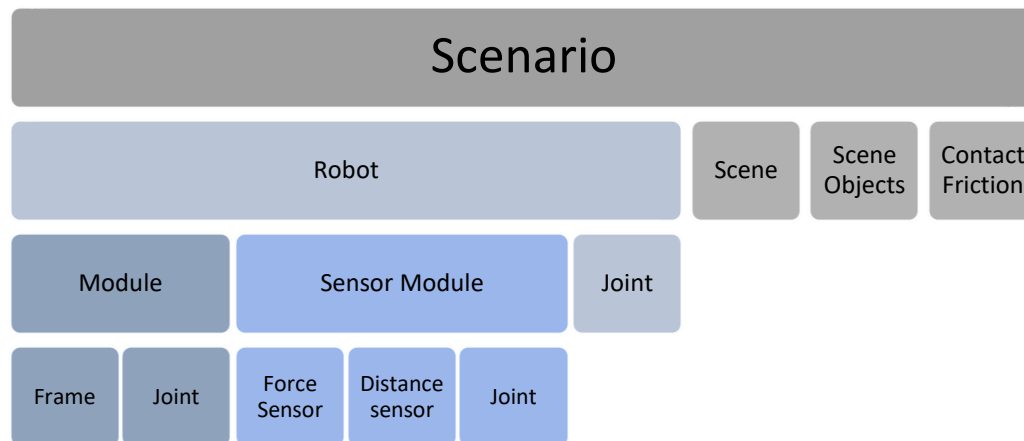 Scenario
Robot
Scene
Scene
Objects
Contact
Friction
Module
Sensor Module
Joint
Frame
Joint
Force
Sensor
Distance
sensor
Joint